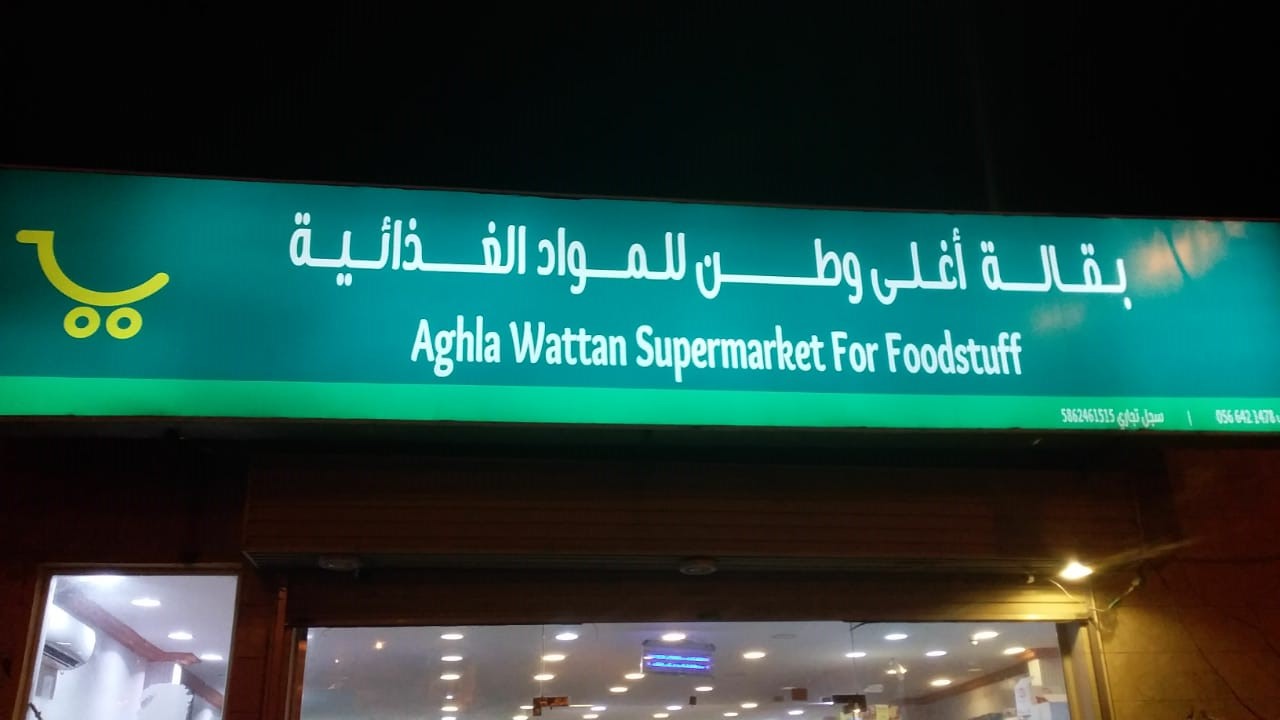 بقالة أغلى وطن للمواد الغذائية
Aghla Wattan Supermarket For Foodstuff
056 642 1478 | سجل تجاري 5862461515